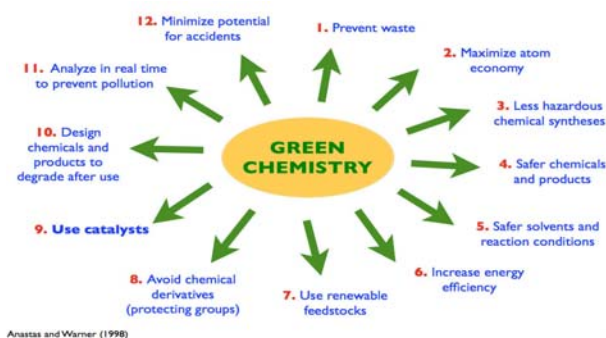 GREEN
CHEMISTRY
1. Prevent waste
2. Maximize atom
economy
3. Less hazardous
chemical syntheses
4. Safer chemicals
and products
5. Safer solvents and
reaction conditions
6. Increase energy
efficiency
7. Use renewable
feedstocks
8. Avoid chemical
derivatives
(protecting groups)
9. Use catalysts
10. Design
chemicals and
products to
degrade after use
11. Analyze in real time
to prevent pollution
12. Minimize potential
for accidents
Anastas and Warner (1998)